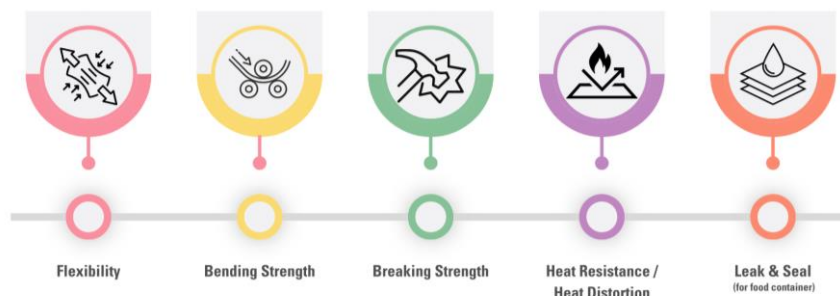 Flexibility
Bending Strength
Breaking Strength
Heat Resistance /
Heat Distortion
Leak & Seal
(for food container)